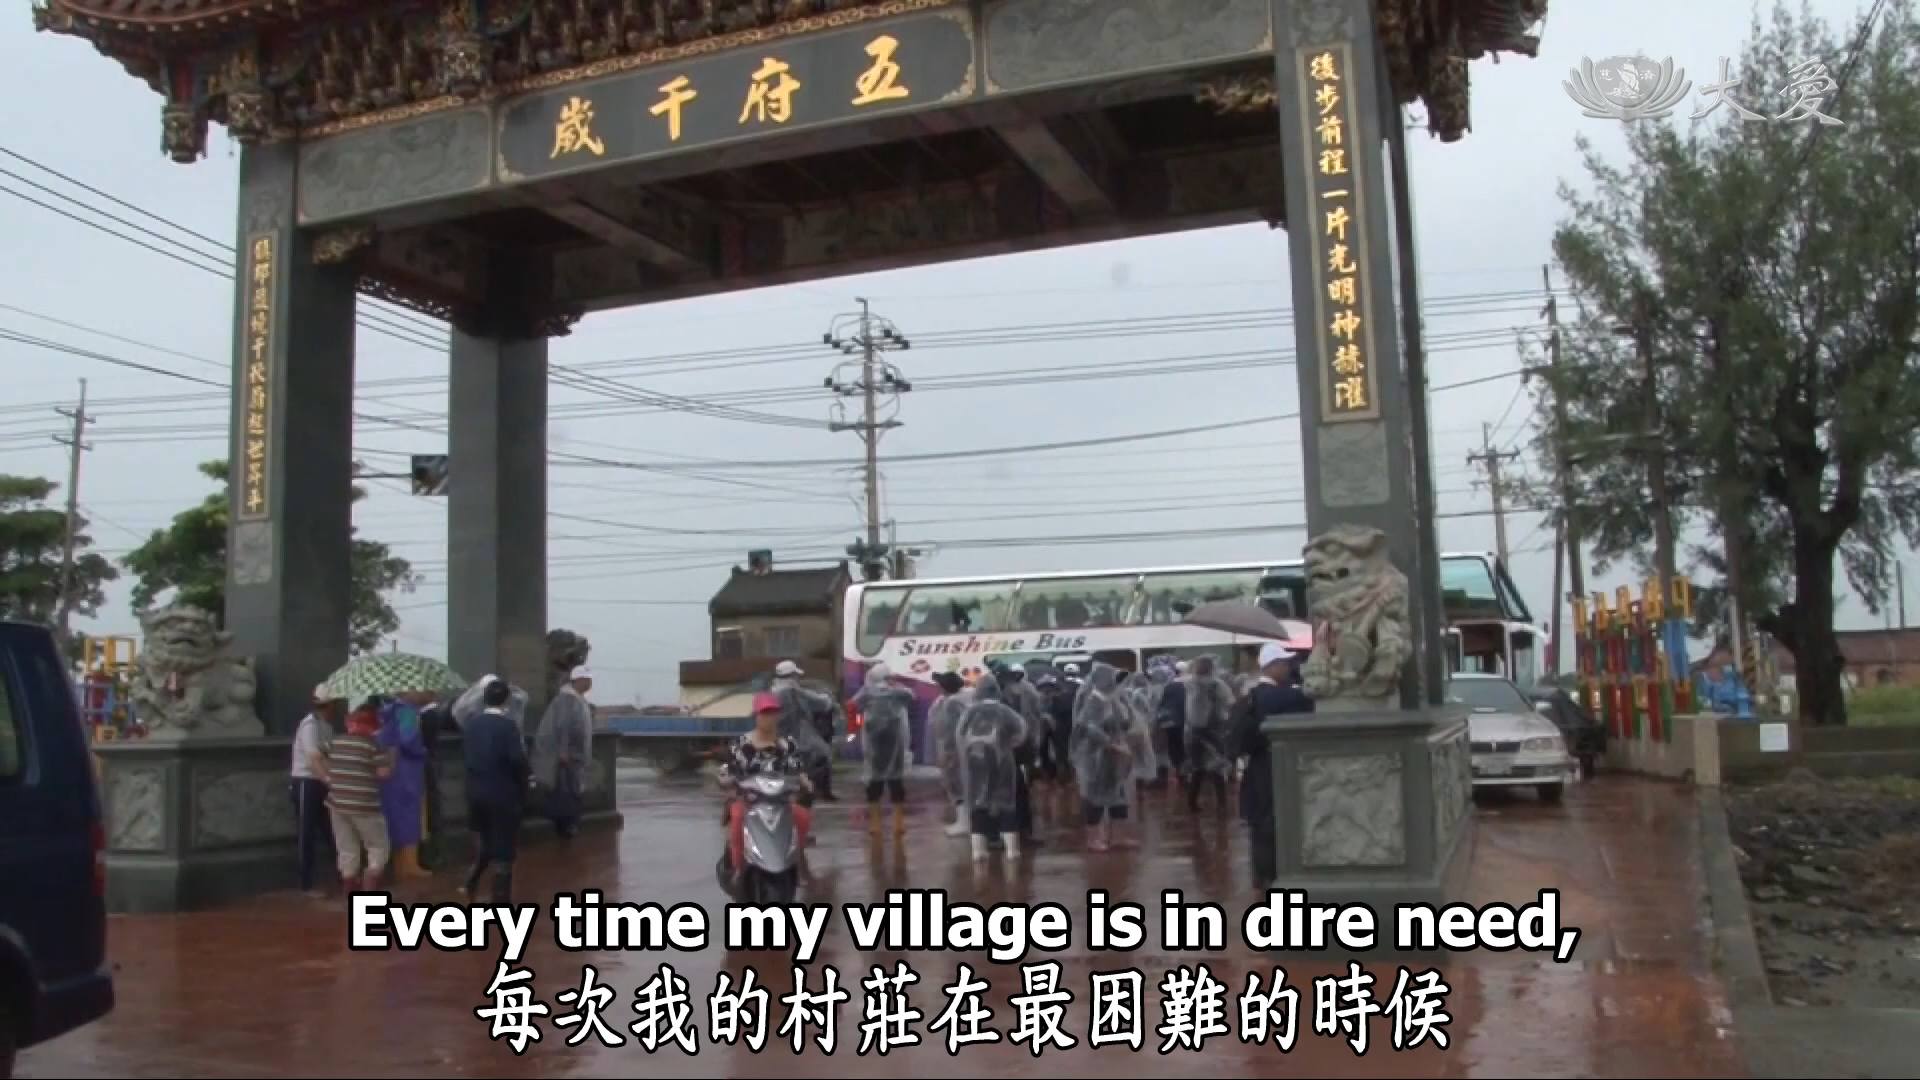 五府千歲
後步前程一片光明神赫濯
大愛
Sunshine Bus
Every time my village is in dire need,
每次我的村莊在最困難的時候